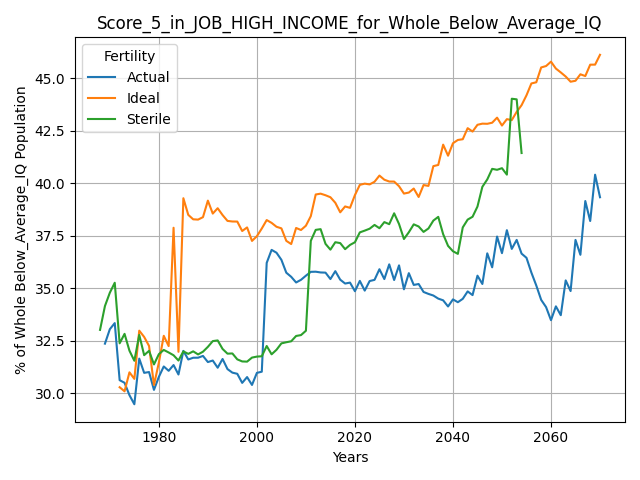 Score_5_in_JOB_HIGH_INCOME_for_Whole_Below_Average_IQ
Fertility
Actual
Ideal
Sterile
% of Whole Below_Average_IQ Population
45.0
42.5
40.0
37.5
35.0
32.5
30.0
1980
2000
2020
2040
2060
Years